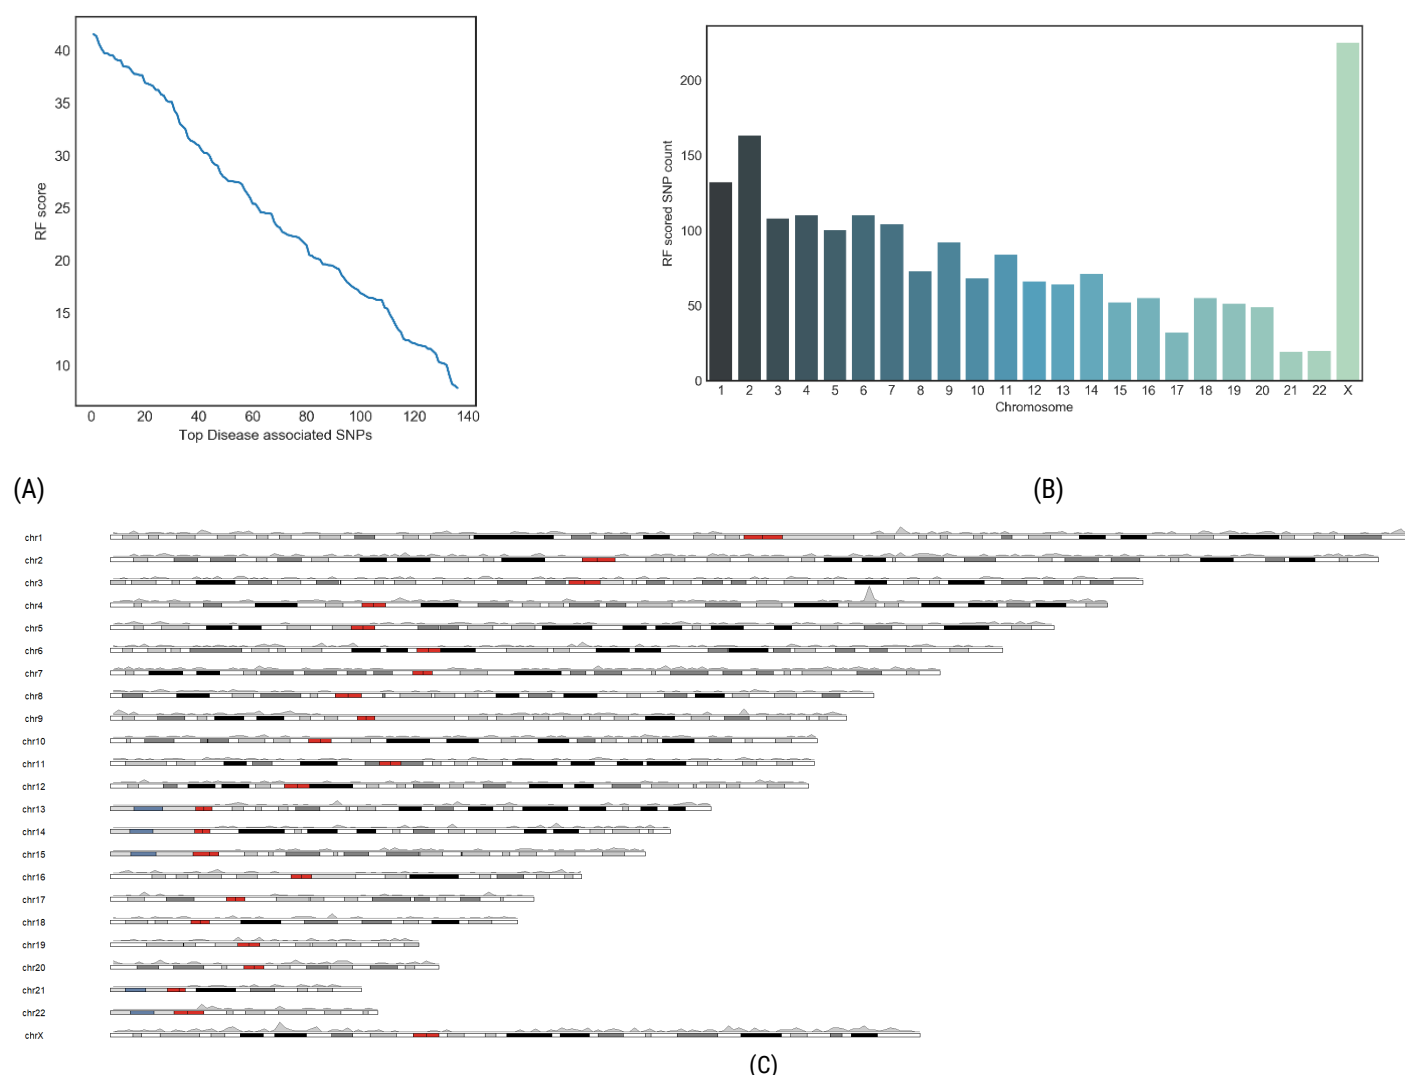 40
35
30
25
20
15
10
RF score
0 20 40 60 80 100 120 140
Top Disease associated SNPs
200
150
100
50
0
RF scored SNP count
1 2 3 4 5 6 7 8 9 10 11 12 13 14 15 16 17 18 19 20 21 22 X
Chromosome
(A)
(B)
chr1
chr2
chr3
chr4
chr5
chr6
chr7
chr8
chr9
chr10
chr11
chr12
chr13
chr14
chr15
chr16
chr17
chr18
chr19
chr20
chr21
chr22
chrX
(C)